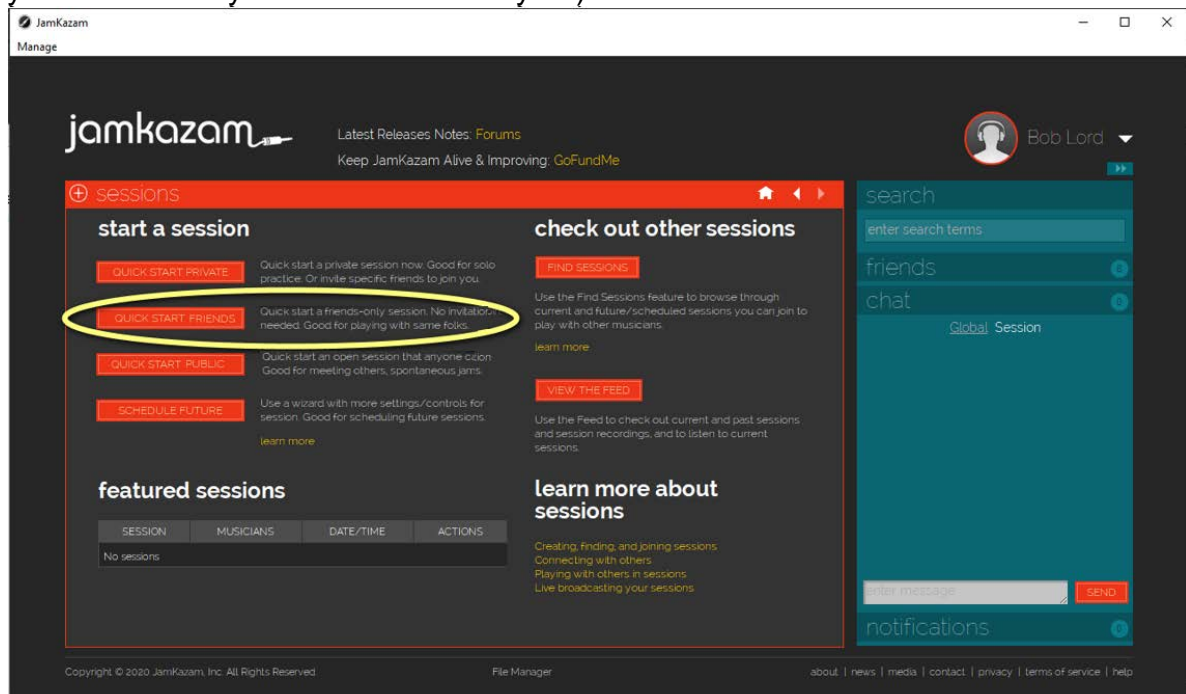 JamKazam
Manage
jamkazam
Latest Releases Notes: Forums
Keep JamKazam Alive & Improving: GoFundMe
Bob Lord
sessions
start a session
QUICK START PRIVATE
Quick start a private session now. Good for solo
practice. Or invite specific friends to join you.
QUICK START FRIENDS
Quick start a friends-only session. No invitation
needed. Good for playing with same folks.
QUICK START PUBLIC
Quick start an open session that anyone
Good for meeting others, spontaneous jams.
SCHEDULE FUTURE
Use a wizard with more settings/controls for
session. Good for scheduling future sessions.
learn more
featured sessions
SESSION MUSICIANS DATE/TIME ACTIONS
No sessions
check out other sessions
FIND SESSIONS
Use the Find Sessions feature to browse through
current and future/scheduled sessions you can join to
play with other musicians.
learn more
VIEW THE FEED
Use the Feed to check out current and past sessions
and session recordings, and to listen to current
sessions.
learn more about
sessions
Creating, finding, and joining sessions
Connecting with others
Playing with others in sessions
Live broadcasting your sessions
search
enter search terms
friends
chat
Global Session
enter message
SEND
notifications
Copyright © 2020 JamKazam, Inc. All Rights Reserved
File Manager
about | news | media | contact | privacy | terms of service | help